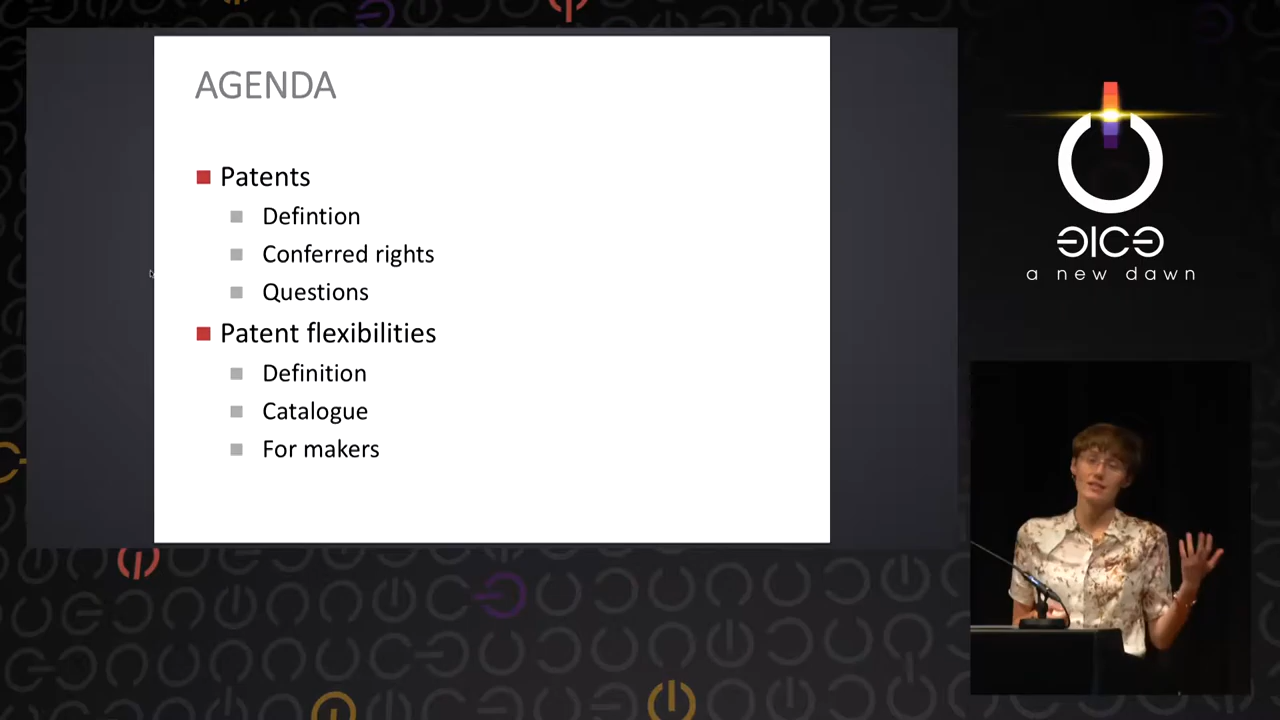 AGENDA
Patents
Defintion
Conferred rights
Questions
Patent flexibilities
Definition
Catalogue
For makers
a new dawn